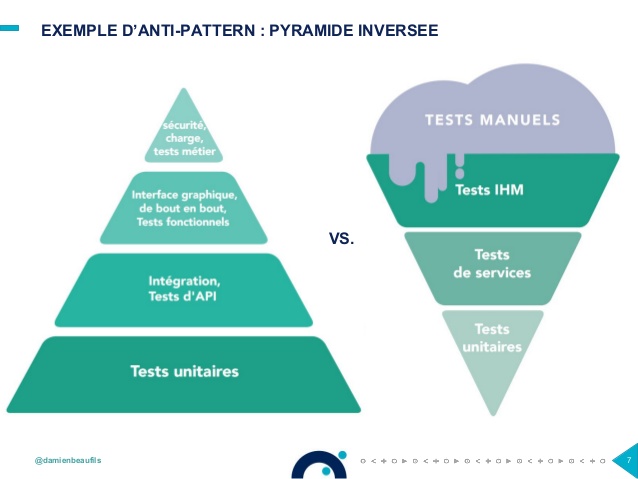 EXEMPLE D'ANTI-PATTERN : PYRAMIDE INVERSEE
sécurité,
charge,
tests métier
Interface graphique,
de bout en bout,
Tests fonctionnels
Intégration,
Tests d'API
Tests unitaires
VS.
TESTS MANUELS
Tests IHM
Tests
de services
Tests
unitaires
@damienbeaufils
7